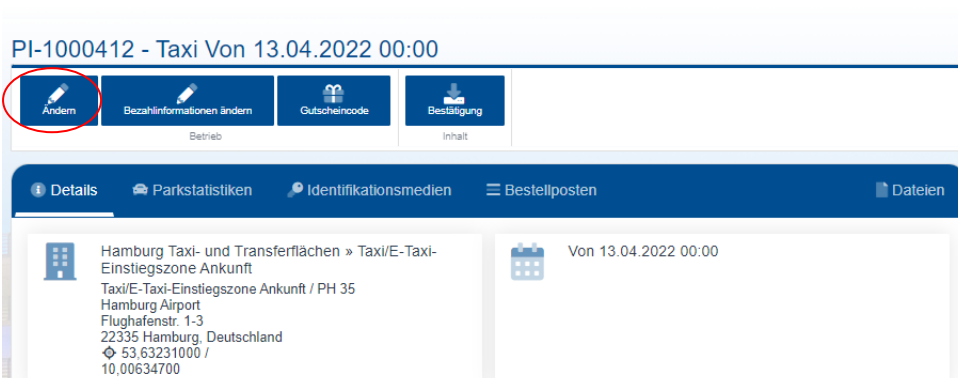 PI-1000412 - Taxi Von 13.04.2022 00:00
Ändern
Bezahlinformationen ändern
Gutscheincode
Bestätigung
Betrieb
Inhalt
Details
Parkstatistiken
Identifikationsmedien
Bestellposten
Dateien
Hamburg Taxi- und Transferflächen » Taxi/E-Taxi-
Einstiegszone Ankunft
Taxi/E-Taxi-Einstiegszone Ankunft / PH 35
Hamburg Airport
Flughafenstr. 1-3
22335 Hamburg, Deutschland
53,63231000 /
10,00634700
Von 13.04.2022 00:00